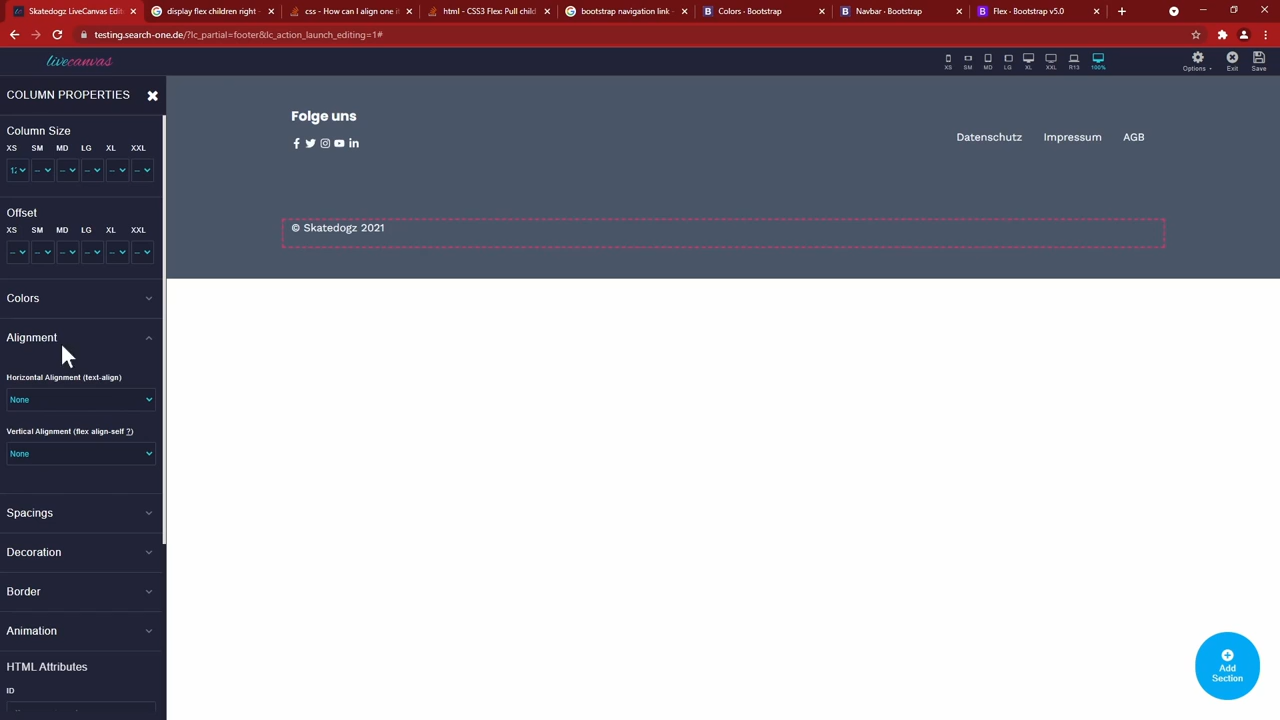 Skatedogz LiveCanvas Edit
display flex children right -
css - How can I align one it
html - CSS3 Flex: Pull child
bootstrap navigation link -
Colors - Bootstrap
Navbar - Bootstrap
Flex - Bootstrap v5.0
testing.search-one.de/?lc_partial=footer&lc_action_launch_editing=1#
livecanvas
XS SM MD LG XL XXL R13 100%
Options Exit Save
COLUMN PROPERTIES
Column Size
XS SM MD LG XL XXL
12 -- -- -- -- --
Offset
XS SM MD LG XL XXL
-- -- -- -- -- --
Colors
Alignment
Horizontal Alignment (text-align)
None
Vertical Alignment (flex align-self ?)
None
Spacings
Decoration
Border
Animation
HTML Attributes
ID
Folge uns
Datenschutz Impressum AGB
© Skatedogz 2021
Add
Section